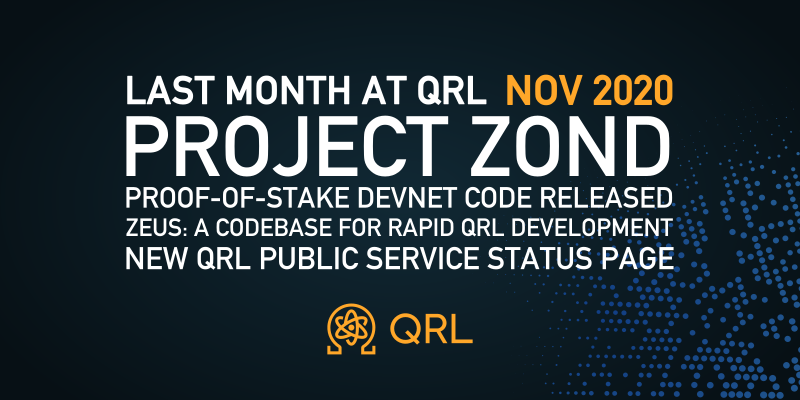 LAST MONTH AT QRL NOV 2020
PROJECT ZOND
PROOF-OF-STAKE DEVNET CODE RELEASED
ZEUS: A CODEBASE FOR RAPID QRL DEVELOPMENT
NEW QRL PUBLIC SERVICE STATUS PAGE
QRL